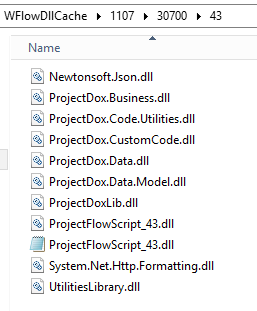 WFlowDllCache ▸ 1107 ▸ 30700 ▸ 43
Newtonsoft.Json.dll
ProjectDox.Business.dll
ProjectDox.Code.Utilities.dll
ProjectDox.CustomCode.dll
ProjectDox.Data.dll
ProjectDox.Data.Model.dll
ProjectDoxLib.dll
ProjectFlowScript_43.dll
ProjectFlowScript_43.dll
System.Net.Http.Formatting.dll
UtilitiesLibrary.dll